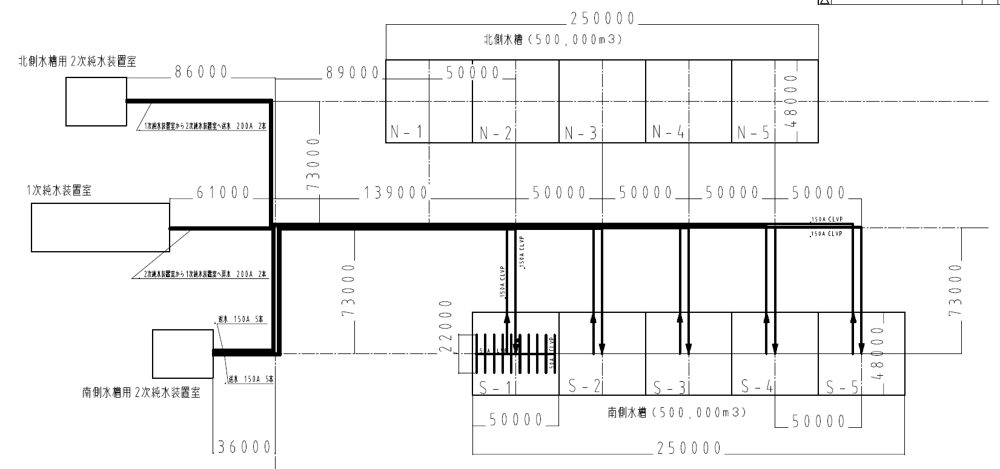 250000
北側水槽(500,000m3)
北側水槽用2次純水装置室
86000
89000
50000
48000
1次純水装置室から2次純水装置室へ送水 200A 2本
N-1
N-2
N-3
N-4
N-5
73000
1次純水装置室
61000
139000
50000
50000
50000
50000
150A CLVP
150A CLVP
150A CLVP
150A CLVP
2次純水装置室から1次純水装置室へ戻水 200A 2本
73000
73000
22000
返水 150A 5本
50A CLVP
48000
送水 150A 5本
南側水槽用2次純水装置室
S-1
S-2
S-3
S-4
S-5
50000
南側水槽(500,000m3)
50000
36000
250000